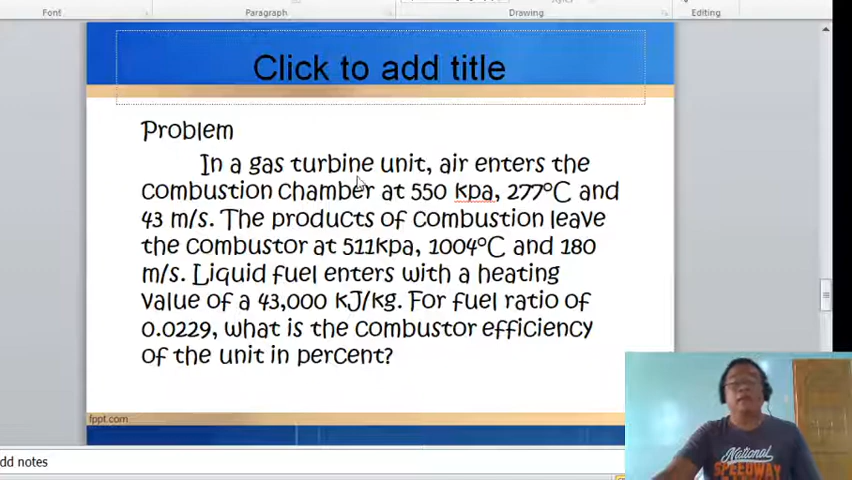 Font
Paragraph
Drawing
Editing
Click to add title
Problem
In a gas turbine unit, air enters the
combustion chamber at 550 kpa, 277°C and
43 m/s. The products of combustion leave
the combustor at 511kpa, 1004°C and 180
m/s. Liquid fuel enters with a heating
value of a 43,000 kJ/kg. For fuel ratio of
0.0229, what is the combustor efficiency
of the unit in percent?
fppt.com
dd notes
National
SPEEDWAY